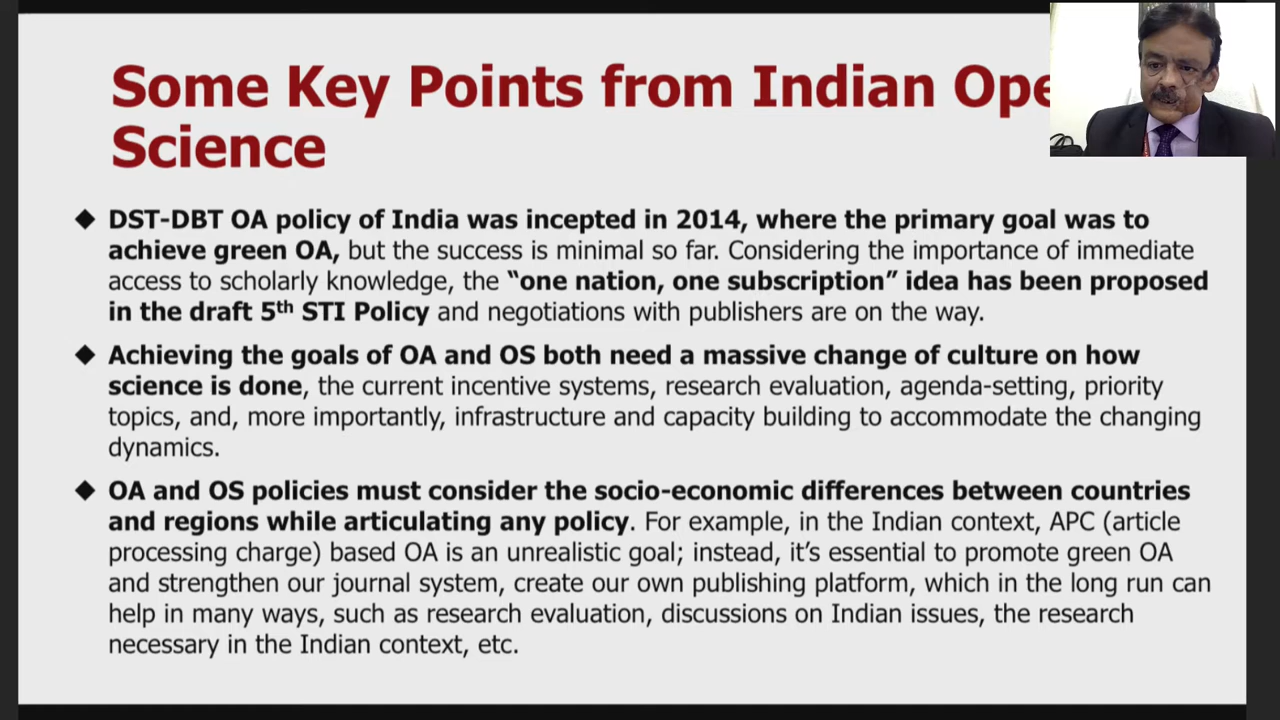 Some Key Points from Indian Ope
Science
◆ DST-DBT OA policy of India was incepted in 2014, where the primary goal was to
achieve green OA, but the success is minimal so far. Considering the importance of immediate
access to scholarly knowledge, the “one nation, one subscription” idea has been proposed
in the draft 5th STI Policy and negotiations with publishers are on the way.
◆ Achieving the goals of OA and OS both need a massive change of culture on how
science is done, the current incentive systems, research evaluation, agenda-setting, priority
topics, and, more importantly, infrastructure and capacity building to accommodate the changing
dynamics.
◆ OA and OS policies must consider the socio-economic differences between countries
and regions while articulating any policy. For example, in the Indian context, APC (article
processing charge) based OA is an unrealistic goal; instead, it’s essential to promote green OA
and strengthen our journal system, create our own publishing platform, which in the long run can
help in many ways, such as research evaluation, discussions on Indian issues, the research
necessary in the Indian context, etc.